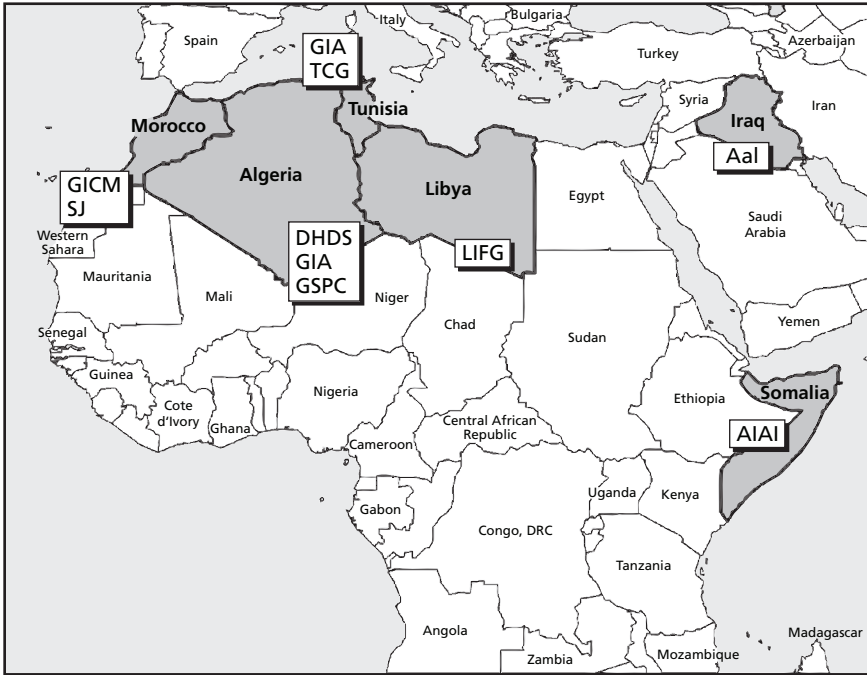 Italy
Bulgaria
Spain
GIA
TCG
Turkey
Azerbaijan
Syria
Iran
Tunisia
Morocco
Iraq
AaI
Algeria
Libya
Egypt
GICM
SJ
Saudi
Arabia
Western
Sahara
DHDS
GIA
GSPC
LIFG
Mauritania
Mali
Niger
Chad
Sudan
Yemen
Senegal
Guinea
Nigeria
Ethiopia
Somalia
Cote
d’Ivory
Ghana
Central African
Republic
AIAI
Cameroon
Gabon
Uganda
Kenya
Congo, DRC
Tanzania
Angola
Madagascar
Zambia
Mozambique